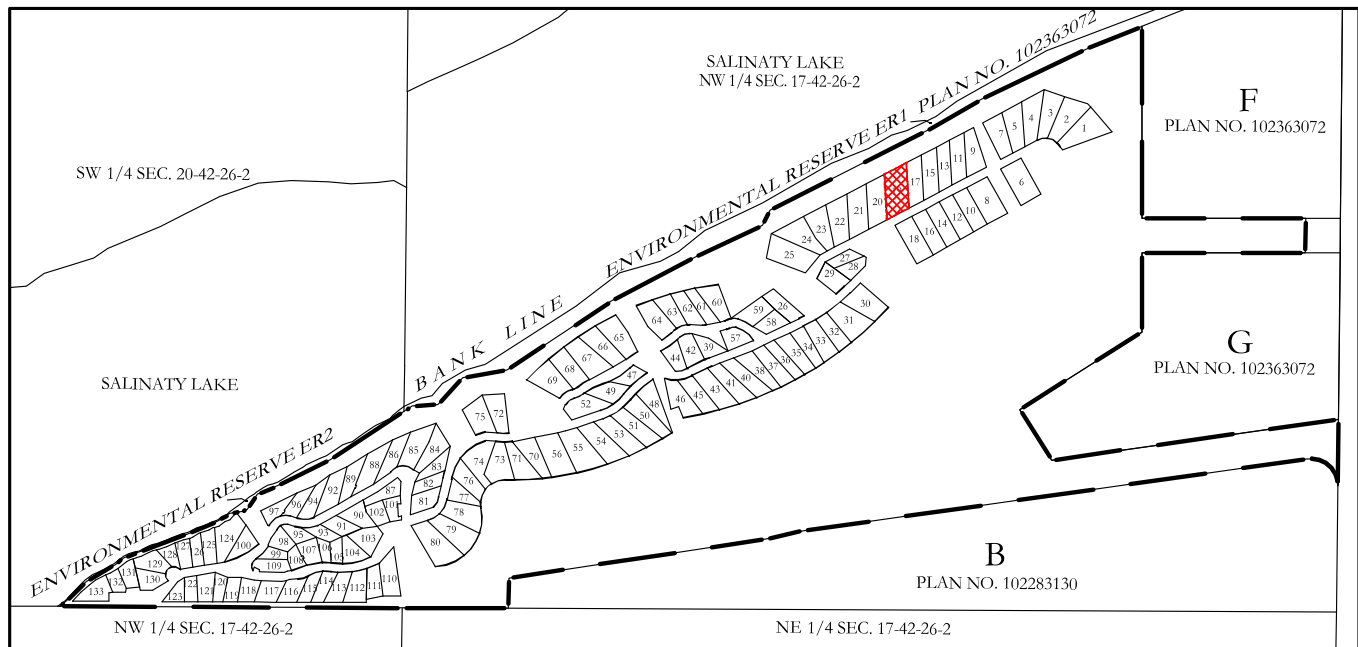 SALINATY LAKE
NW 1/4 SEC. 17-42-26-2
SW 1/4 SEC. 20-42-26-2
SALINATY LAKE
ENVIRONMENTAL RESERVE ER1 PLAN NO. 102363072
BANK LINE
ENVIRONMENTAL RESERVE ER2
F
PLAN NO. 102363072
G
PLAN NO. 102363072
B
PLAN NO. 102283130
NW 1/4 SEC. 17-42-26-2
NE 1/4 SEC. 17-42-26-2
7 5 4 3 2 1
25 24 23 22 21 20 17 15 13 11 9
6
18 16 14 12 10 8
29 27 28
64 63 62 61 60
59 26 58
30 31 32 33 34 35 36 37 38 40 41 43 45 46
44 42 39 57
69 68 67 66 65
52 49 47
75 72
74 73 71 70 56 55 54 53 51 50 48
76 77 78 79 80
97 96 94 92 89 88 86 85 84
83 82 81
87 101 102 90 91 93 95 98 99
109 108 107 106 105 104 103
133 132 131 130 129 128 127 126 125 124 100
123 122 121 120 119 118 117 116 115 114 113 112 111 110